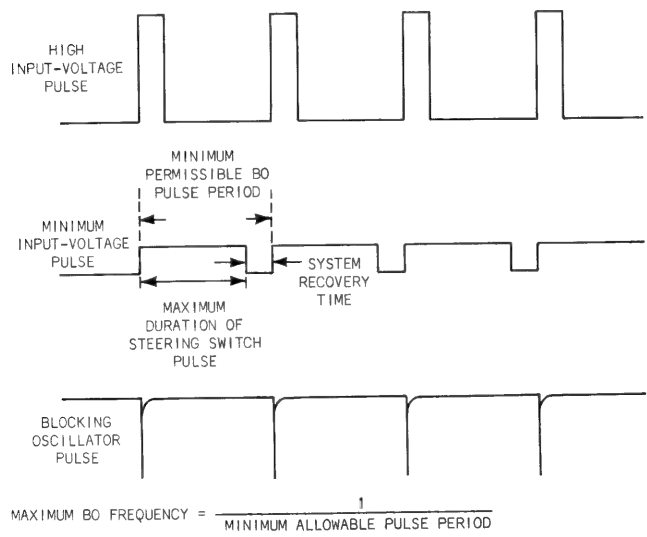 HIGH
INPUT-VOLTAGE
PULSE
MINIMUM
PERMISSIBLE BO
PULSE PERIOD
MINIMUM
INPUT-VOLTAGE
PULSE
SYSTEM
RECOVERY
TIME
MAXIMUM
DURATION OF
STEERING SWITCH
PULSE
BLOCKING
OSCILLATOR
PULSE
MAXIMUM BO FREQUENCY = 1
MINIMUM ALLOWABLE PULSE PERIOD